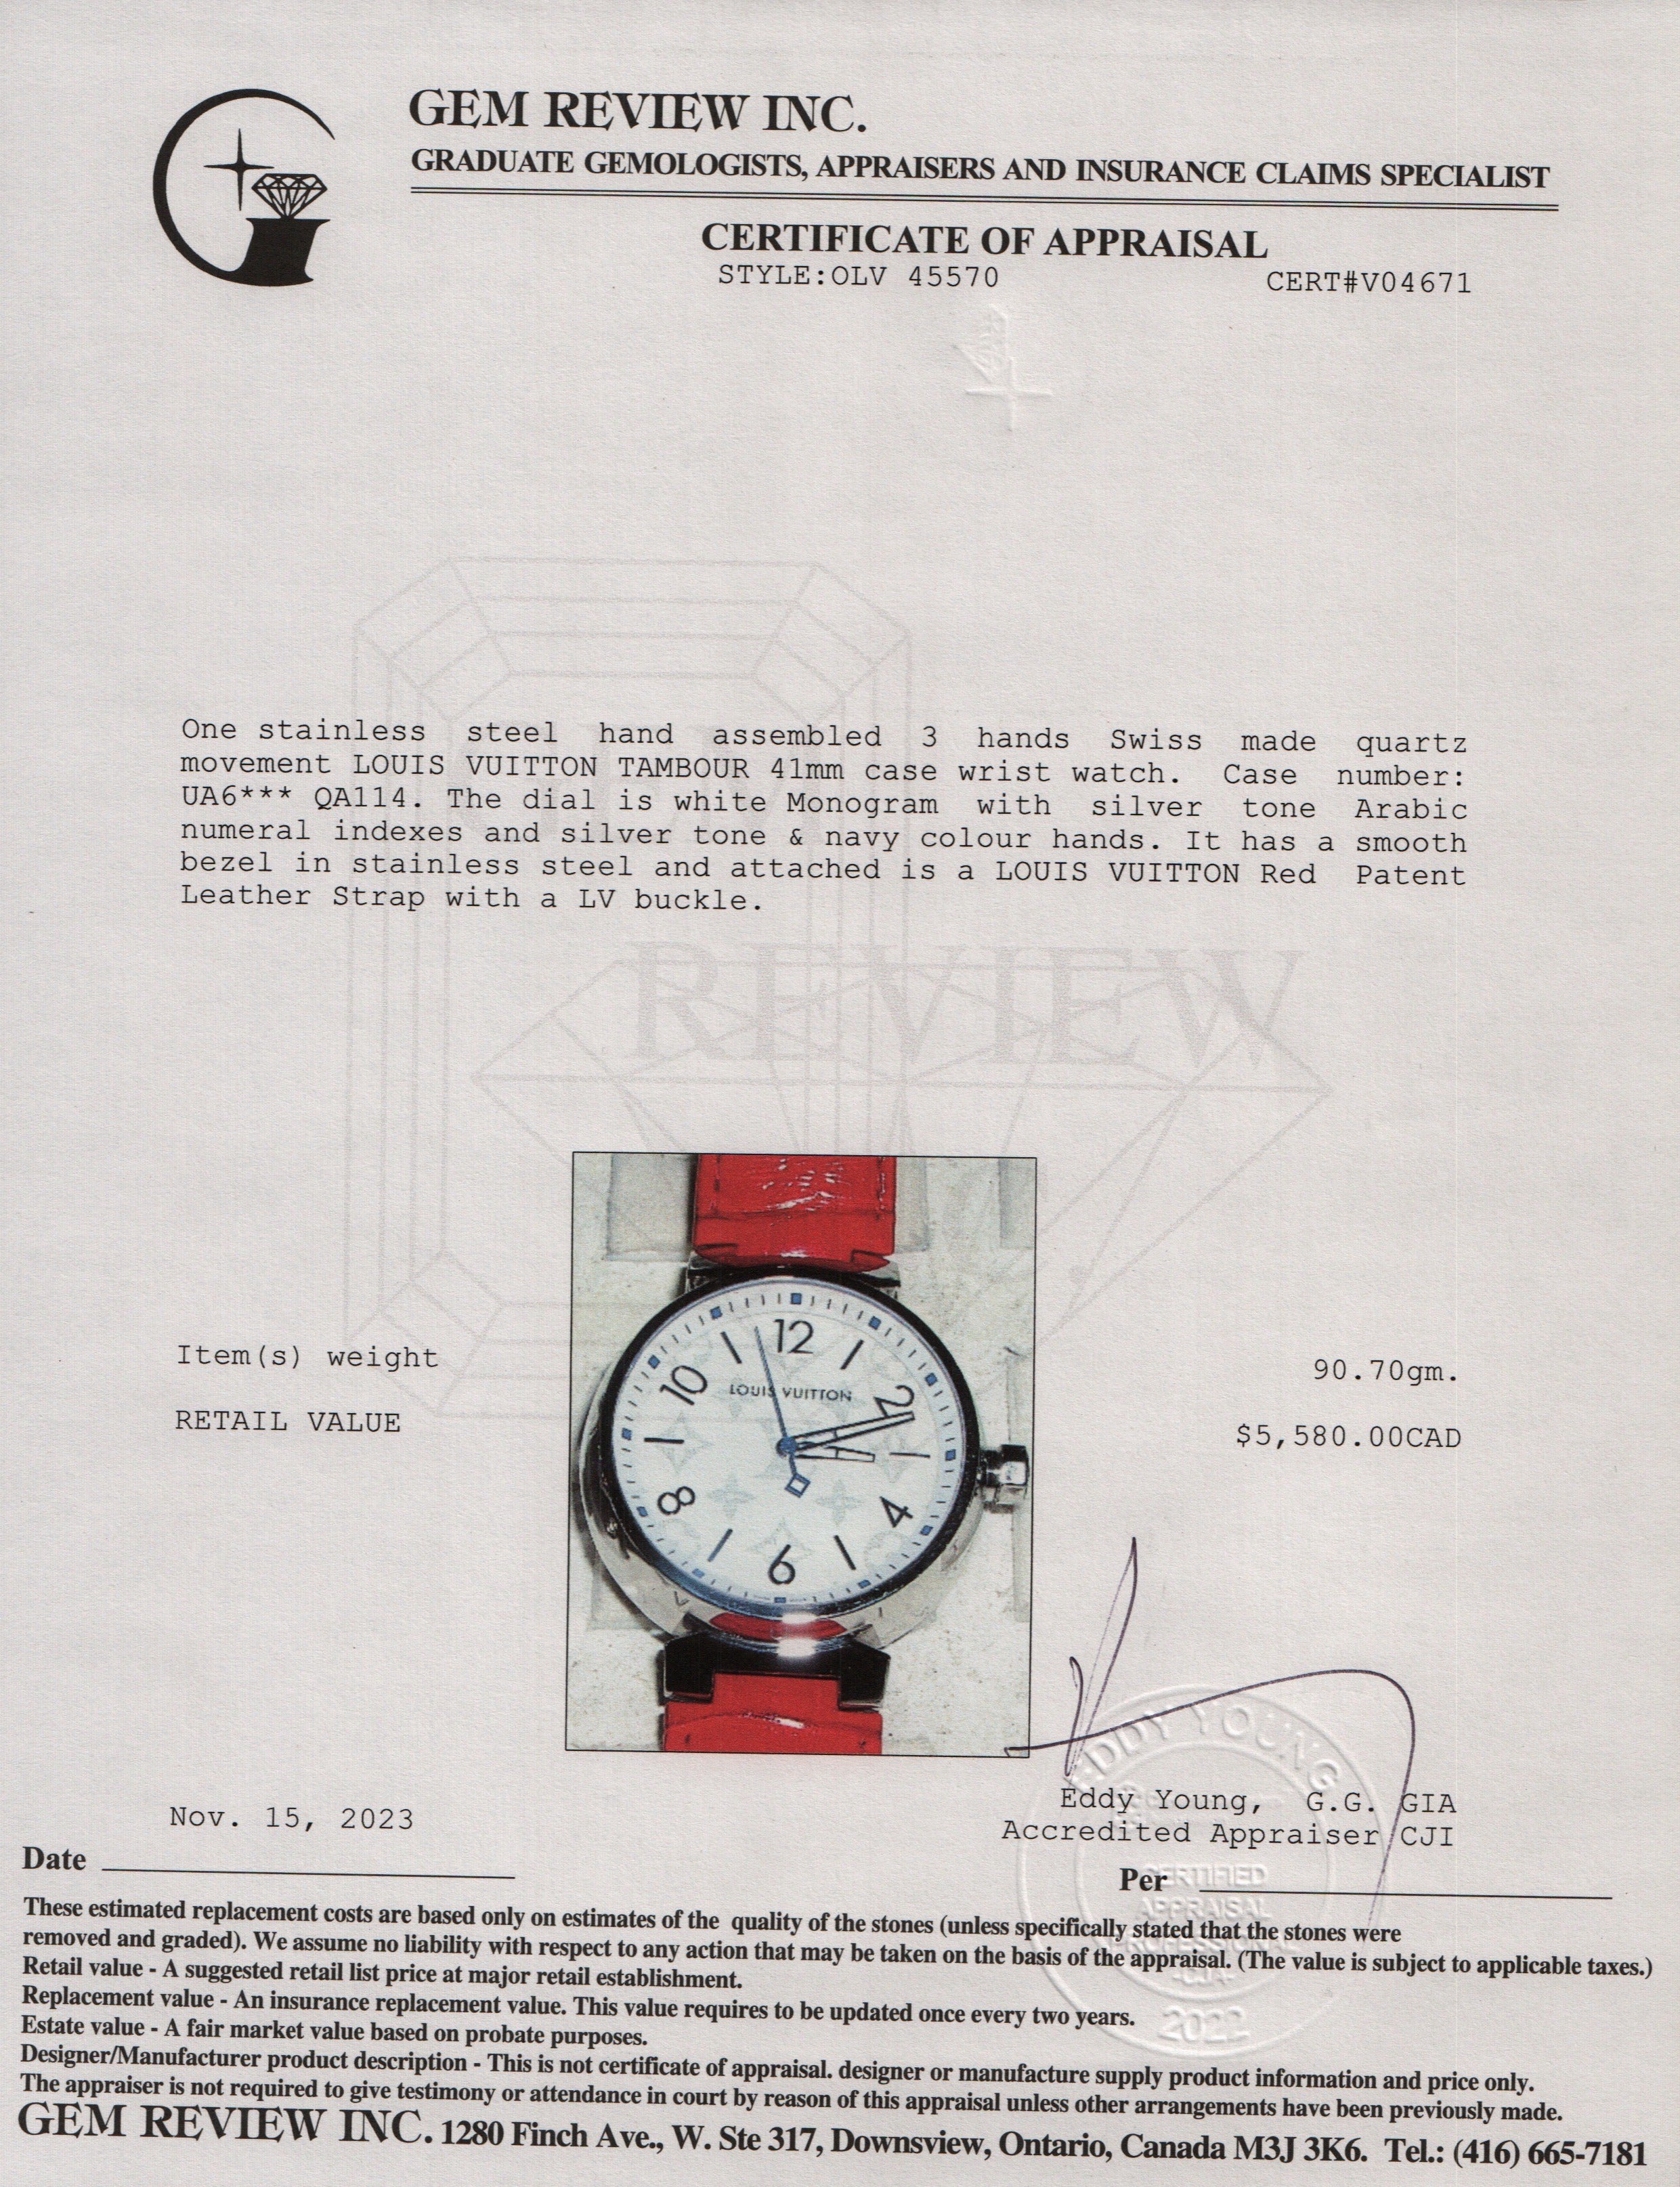 GEM REVIEW INC.
GRADUATE GEMOLOGISTS, APPRAISERS AND INSURANCE CLAIMS SPECIALIST
CERTIFICATE OF APPRAISAL
STYLE:OLV 45570 CERT#V04671
One stainless steel hand assembled 3 hands Swiss made quartz
movement LOUIS VUITTON TAMBOUR 41mm case wrist watch. Case number:
UA6*** QA114. The dial is white Monogram with silver tone Arabic
numeral indexes and silver tone & navy colour hands. It has a smooth
bezel in stainless steel and attached is a LOUIS VUITTON Red Patent
Leather Strap with a LV buckle.
REVIEW
12
10 2
LOUIS VUITTON
8 4
6
Item(s) weight 90.70gm.
RETAIL VALUE $5,580.00CAD
EDDY YOUNG
Eddy Young, G.G. GIA
Accredited Appraiser CJI
Nov. 15, 2023
Date
Per
CERTIFIED
APPRAISAL
PROFESSIONAL
-CJA-
2022
These estimated replacement costs are based only on estimates of the quality of the stones (unless specifically stated that the stones were
removed and graded). We assume no liability with respect to any action that may be taken on the basis of the appraisal. (The value is subject to applicable taxes.)
Retail value - A suggested retail list price at major retail establishment.
Replacement value - An insurance replacement value. This value requires to be updated once every two years.
Estate value - A fair market value based on probate purposes.
Designer/Manufacturer product description - This is not certificate of appraisal. designer or manufacture supply product information and price only.
The appraiser is not required to give testimony or attendance in court by reason of this appraisal unless other arrangements have been previously made.
GEM REVIEW INC. 1280 Finch Ave., W. Ste 317, Downsview, Ontario, Canada M3J 3K6. Tel.: (416) 665-7181